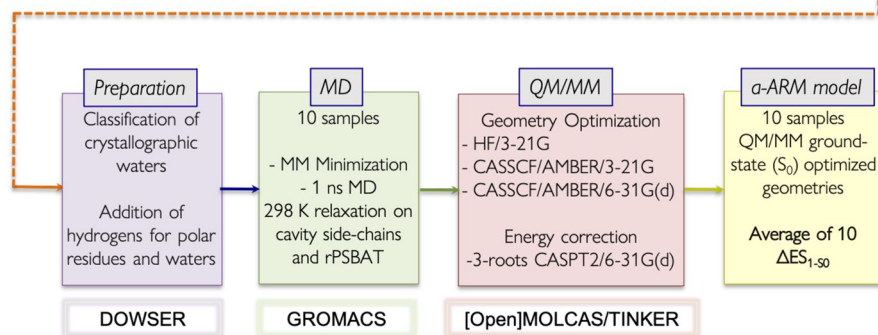 Preparation
Classification of
crystallographic
waters
Addition of
hydrogens for polar
residues and waters
DOWSER
MD
10 samples
- MM Minimization
- 1 ns MD
298 K relaxation on
cavity side-chains
and rPSBAT
GROMACS
QM/MM
Geometry Optimization
- HF/3-21G
- CASSCF/AMBER/3-21G
- CASSCF/AMBER/6-31G(d)
Energy correction
-3-roots CASPT2/6-31G(d)
[Open]MOLCAS/TINKER
a-ARM model
10 samples
QM/MM ground-
state (S₀) optimized
geometries
Average of 10
ΔES₁₋S₀